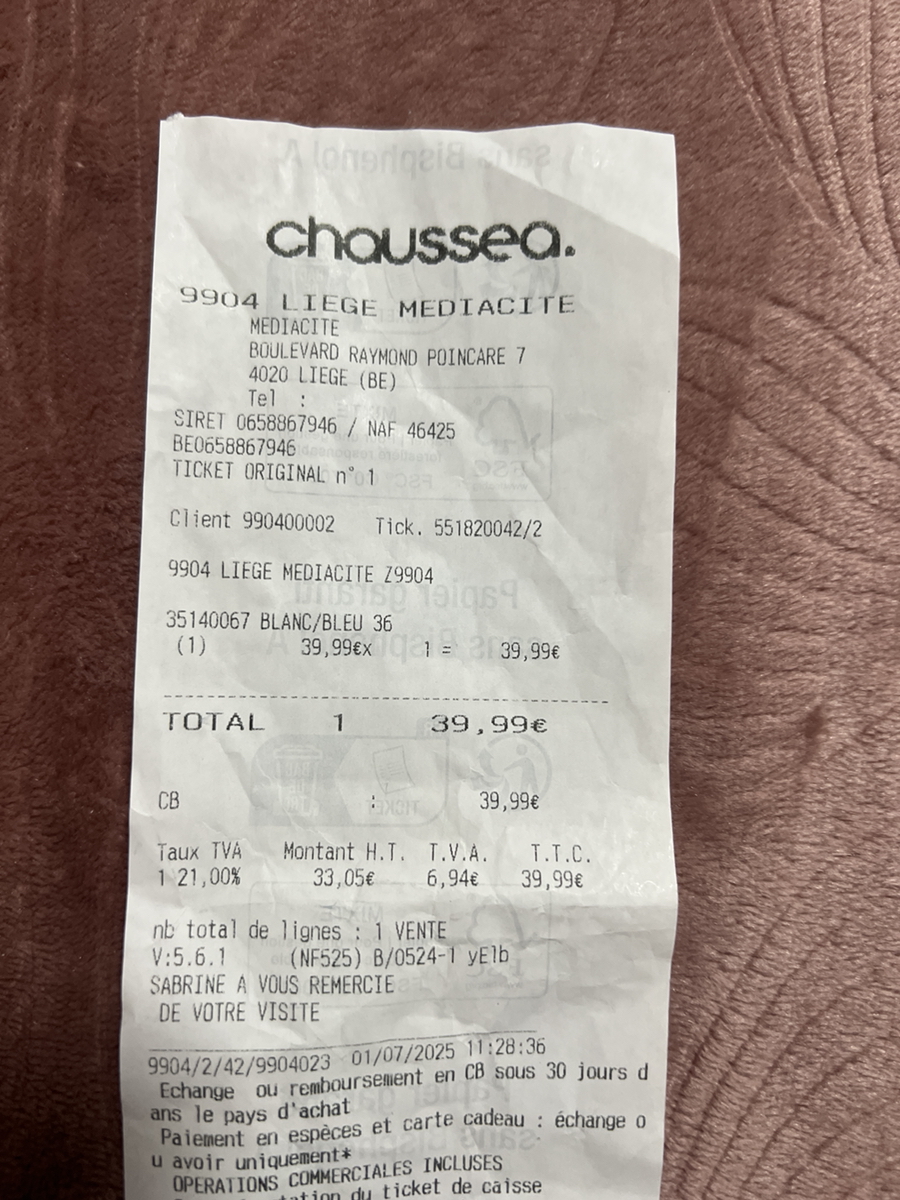 chaussea.
9904 LIEGE MEDIACITE
MEDIACITE
BOULEVARD RAYMOND POINCARE 7
4020 LIEGE (BE)
Tel :
SIRET 0658867946 / NAF 46425
BE0658867946
TICKET ORIGINAL n° 1
Client 990400002 Tick. 551820042/2
9904 LIEGE MEDIACITE Z9904
35140067 BLANC/BLEU 36
(1) 39,99€x 1 = 39,99€
TOTAL 1 39,99€
CB : 39,99€
Taux TVA Montant H.T. T.V.A. T.T.C.
1 21,00% 33,05€ 6,94€ 39,99€
nb total de lignes : 1 VENTE
V:5.6.1 (NF525) B/0524-1 yElb
SABRINE A VOUS REMERCIE
DE VOTRE VISITE
9904/2/42/9904023 01/07/2025 11:28:36
Echange ou remboursement en CB sous 30 jours d
ans le pays d'achat
Paiement en espèces et carte cadeau : échange o
u avoir uniquement*
OPERATIONS COMMERCIALES INCLUSES
du ticket de caisse